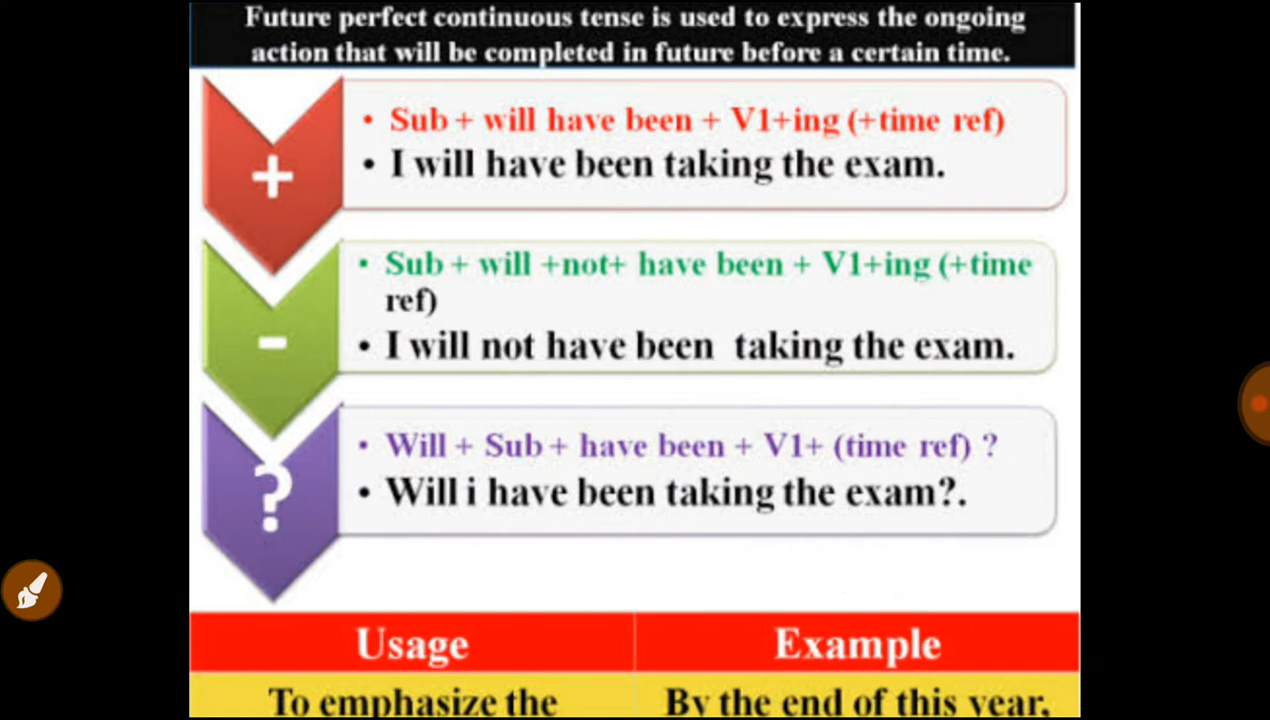 Future perfect continuous tense is used to express the ongoing
action that will be completed in future before a certain time.
+
• Sub + will have been + V1+ing (+time ref)
• I will have been taking the exam.
-
• Sub + will +not+ have been + V1+ing (+time
ref)
• I will not have been taking the exam.
?
• Will + Sub + have been + V1+ (time ref) ?
• Will i have been taking the exam?.
Usage
Example
To emphasize the
By the end of this year,